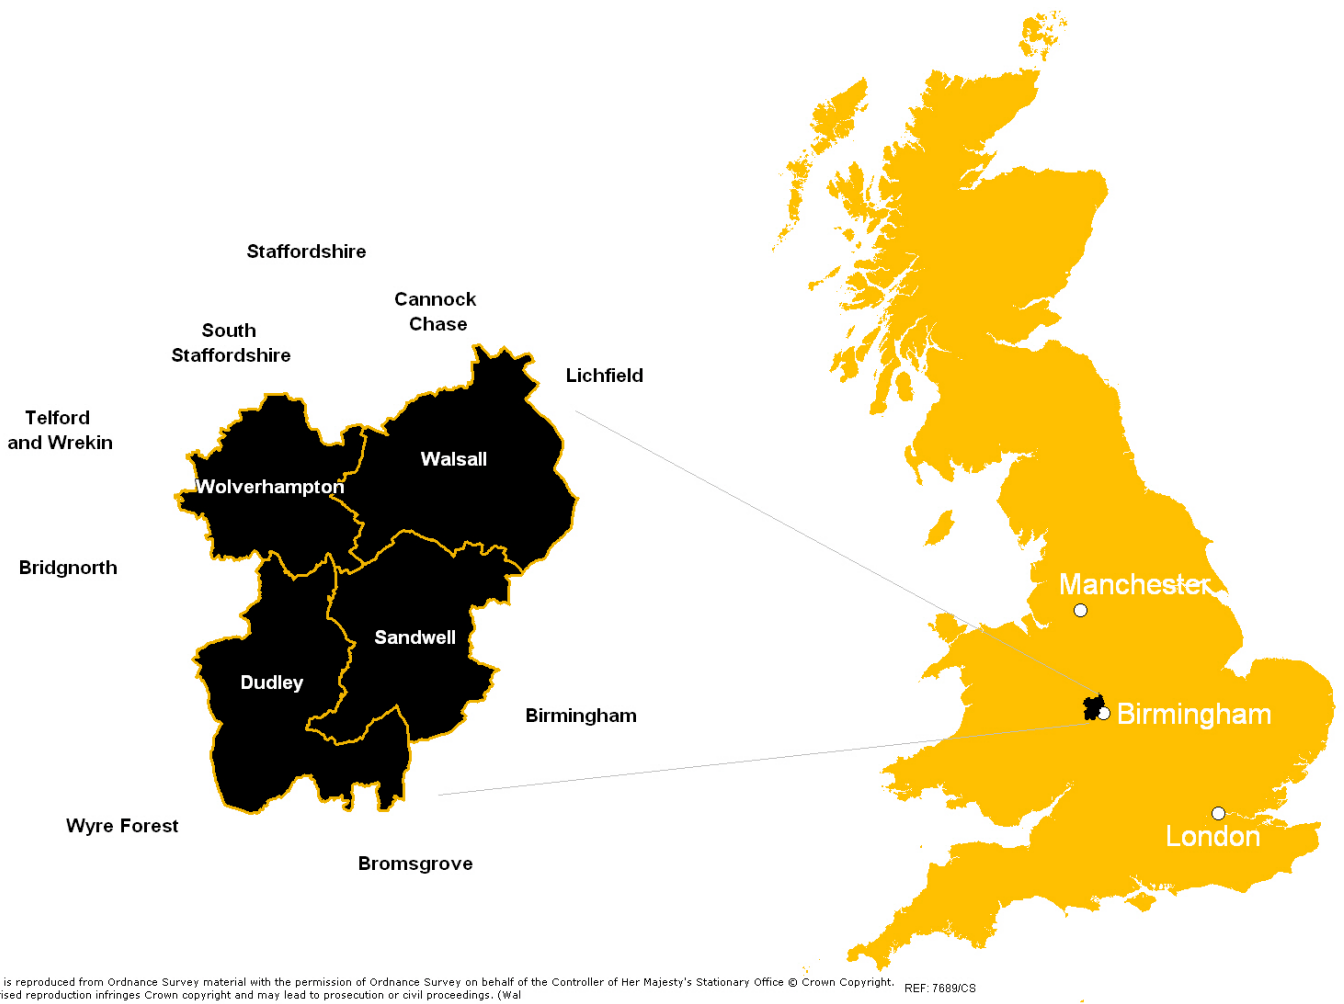 Staffordshire
Cannock
Chase
South
Staffordshire
Lichfield
Telford
and Wrekin
Walsall
Wolverhampton
Bridgnorth
Manchester
Sandwell
Dudley
Birmingham
Birmingham
Wyre Forest
London
Bromsgrove
is reproduced from Ordnance Survey material with the permission of Ordnance Survey on behalf of the Controller of Her Majesty's Stationary Office © Crown Copyright.
rised reproduction infringes Crown copyright and may lead to prosecution or civil proceedings. (Wal
REF: 7689/CS